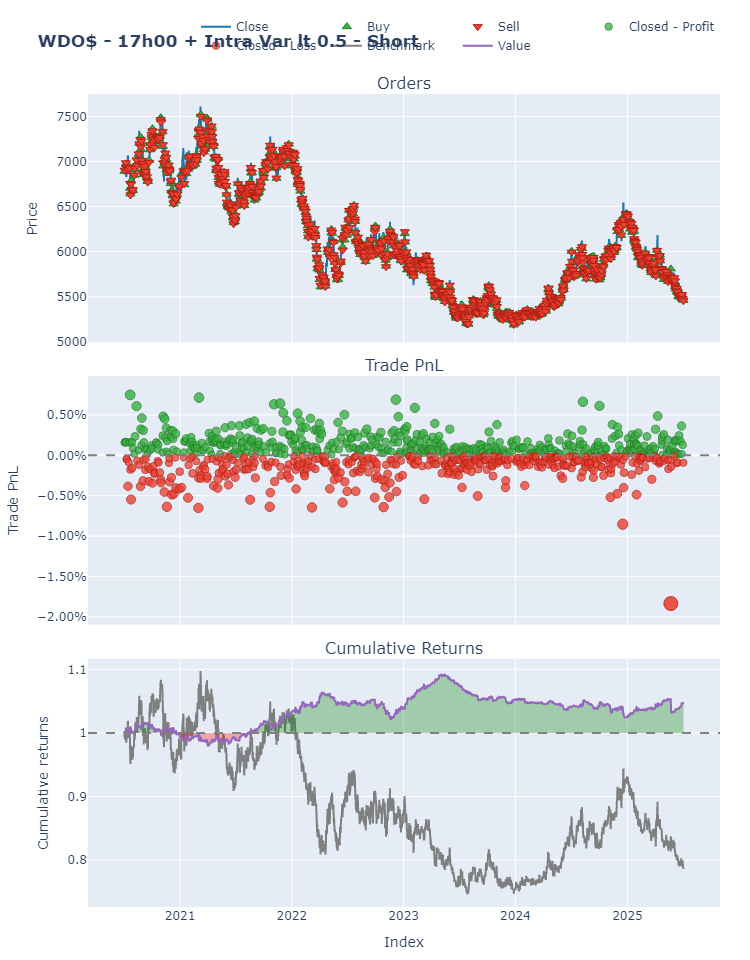 Close Buy Sell Closed - Profit
WDO$ - 17h00 + Intra Var lt 0.5 - Short
Closed - Loss Benchmark Value
Orders
7500
7000
6500
6000
5500
5000
Price
Trade PnL
0.50%
0.00%
−0.50%
−1.00%
−1.50%
−2.00%
Trade PnL
Cumulative Returns
1.1
1
0.9
0.8
Cumulative returns
2021 2022 2023 2024 2025
Index